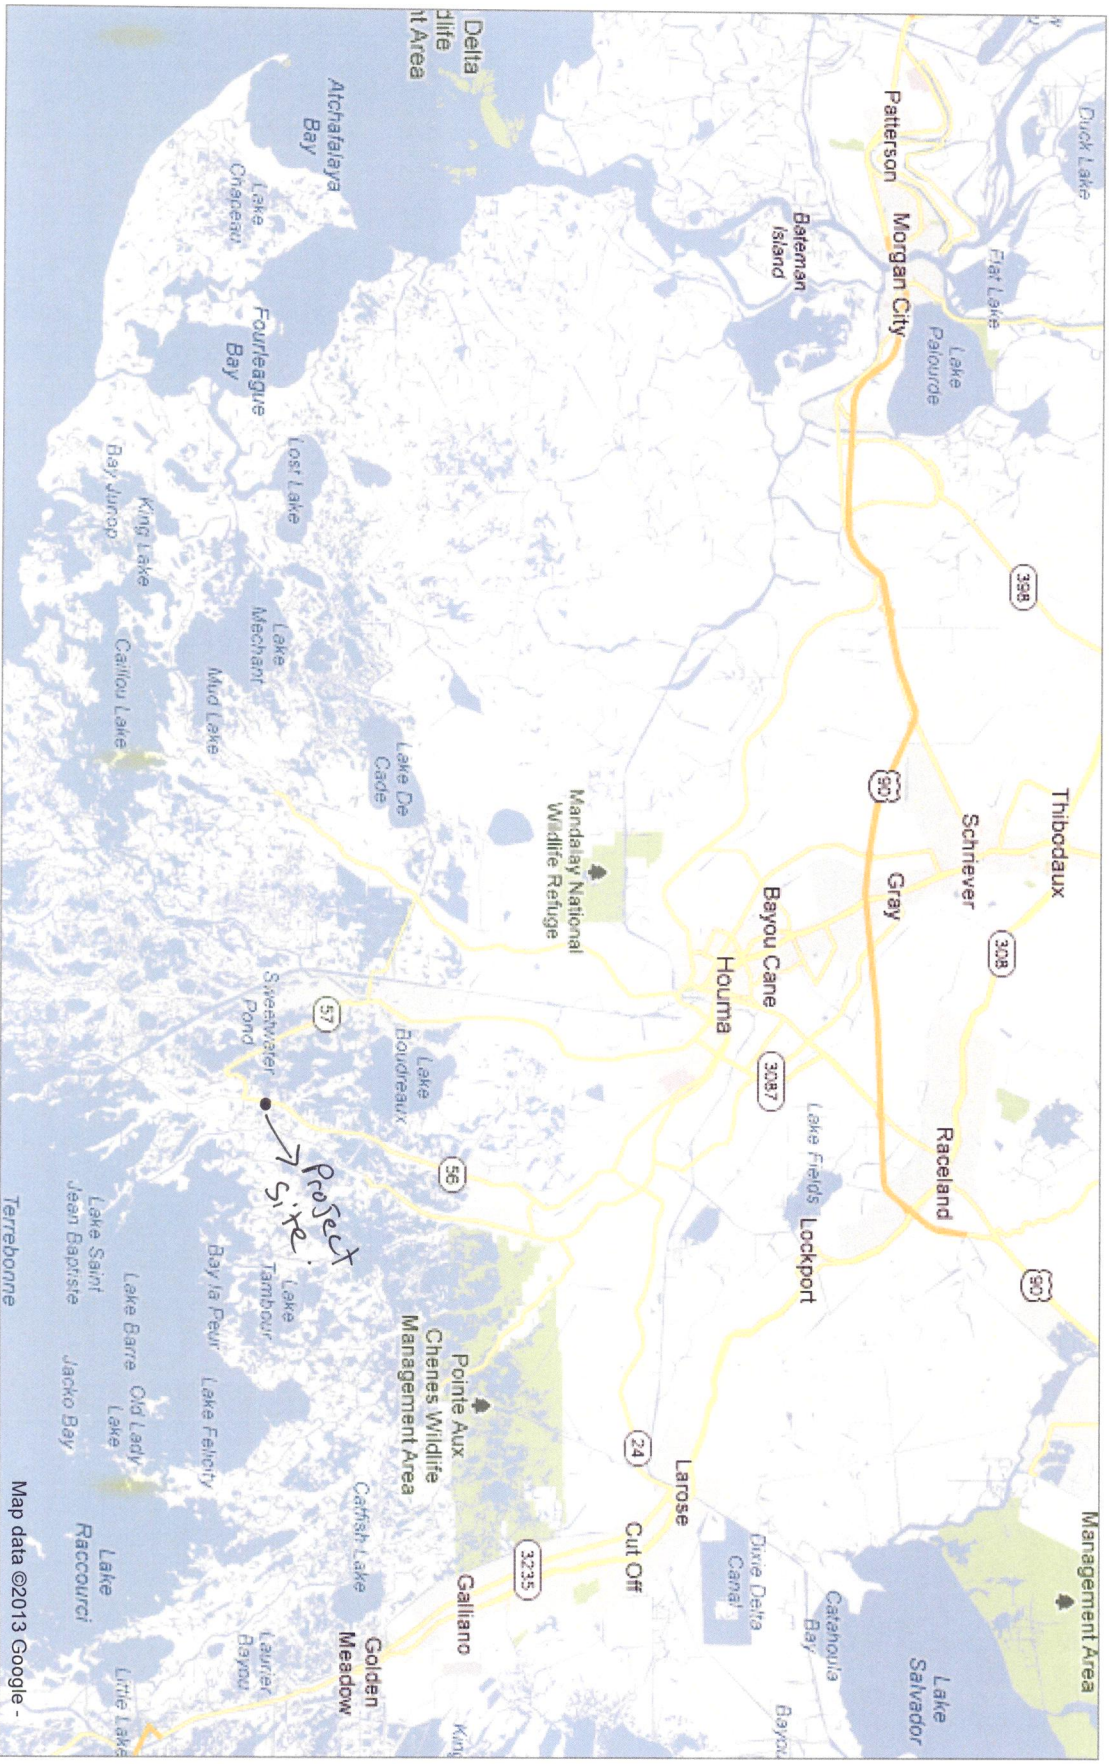 Duck Lake
Patterson
Morgan City
Flat Lake
Lake
Palourde
Bateman
Island
Delta
dlife
nt Area
Atchafalaya
Bay
Lake
Chapeau
Fourleague
Bay
Lost Lake
King Lake
Bay Junop
Lake
Mechant
Mud Lake
Caillou Lake
Lake De
Cade
398
Thibodaux
Schriever
90
Gray
308
Bayou Cane
Houma
3087
Mandalay National
Wildlife Refuge
Raceland
Lake Fields
Lockport
90
57
Sweetwater
Pond
Lake
Boudreaux
56
Project
Site.
Lake
Tambour
Bay la Peur
Lake Saint
Jean Baptiste
Lake Barre
Old Lady
Lake
Jacko Bay
Lake Felicity
Terrebonne
Pointe Aux
Chenes Wildlife
Management Area
24
Larose
Cut Off
3235
Galliano
Golden
Meadow
Catfish Lake
Laurier
Bayou
Lake
Raccourci
Little Lake
Dixie Delta
Canal
Catahoula
Bay
Lake
Salvador
Management Area
Bayou
King
Map data ©2013 Google -